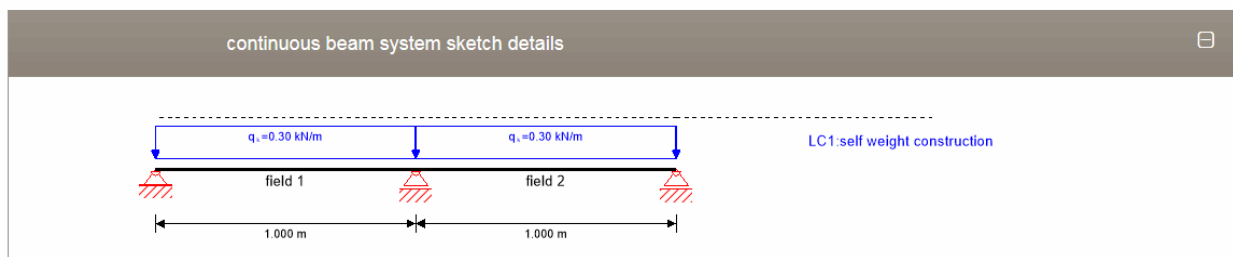 continuous beam system sketch details
qₖ=0.30 kN/m qₖ=0.30 kN/m
LC1:self weight construction
field 1 field 2
1.000 m 1.000 m